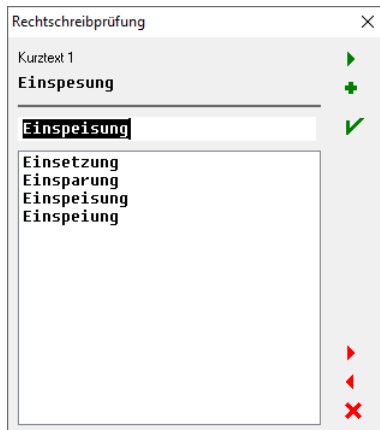 Rechtschreibprüfung
Kurztext 1
Einspesung
Einspeisung
Einsetzung
Einsparung
Einspeisung
Einspeiung